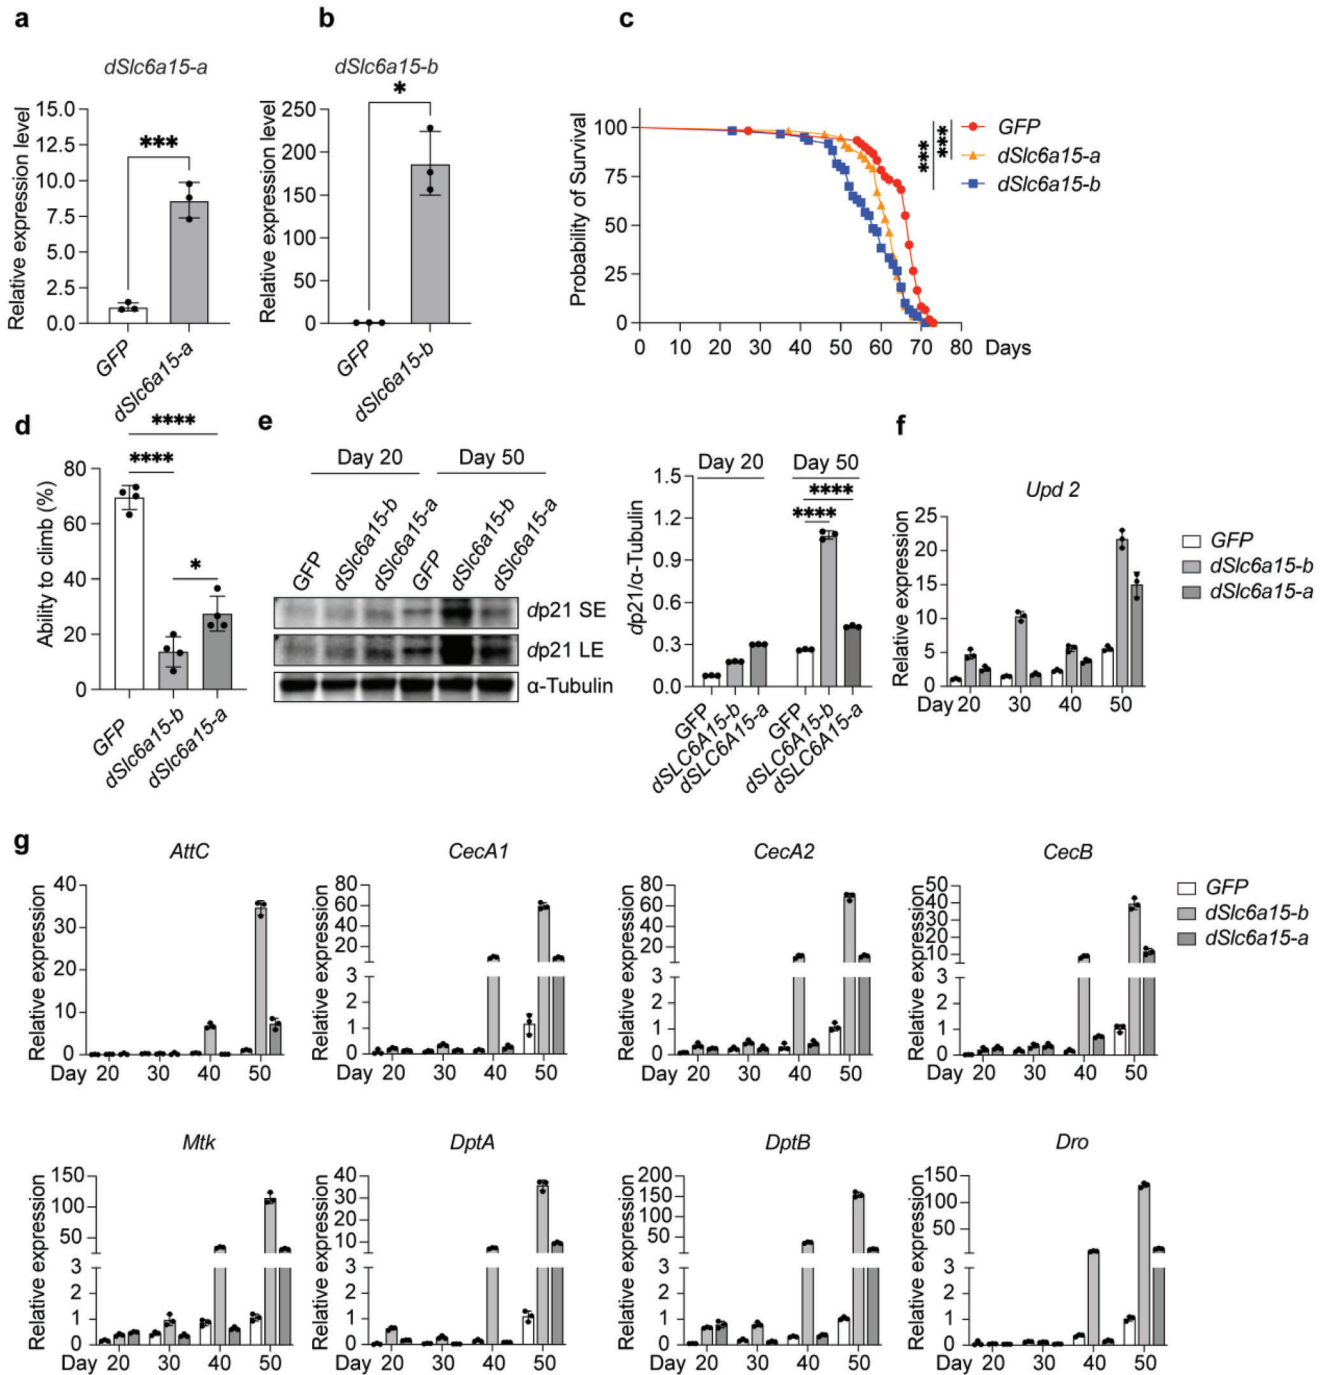 a
dSlc6a15-a
Relative expression level
15.0
12.5
10.0
7.5
5.0
2.5
0.0
***
GFP
dSlc6a15-a
b
dSlc6a15-b
Relative expression level
250
200
150
100
50
0
*
GFP
dSlc6a15-b
c
Probability of Survival
100
75
50
25
0
0 10 20 30 40 50 60 70 80 Days
***
***
GFP
dSlc6a15-a
dSlc6a15-b
d
Ability to climb (%)
80
60
40
20
0
****
****
*
GFP
dSlc6a15-b
dSlc6a15-a
e
Day 20 Day 50
GFP
dSlc6a15-b
dSlc6a15-a
GFP
dSlc6a15-b
dSlc6a15-a
dp21 SE
dp21 LE
α-Tubulin
dp21/α-Tubulin
1.5
1.2
0.9
0.6
0.3
0.0
Day 20 Day 50
****
****
GFP
dSLC6A15-b
dSLC6A15-a
GFP
dSLC6A15-b
dSLC6A15-a
f
Upd 2
Relative expression
25
20
15
10
5
0
Day 20 30 40 50
GFP
dSlc6a15-b
dSlc6a15-a
g
AttC
Relative expression
40
30
20
10
0
Day 20 30 40 50
CecA1
Relative expression
80
60
40
20
3
2
1
0
Day 20 30 40 50
CecA2
Relative expression
80
60
40
20
3
2
1
0
Day 20 30 40 50
CecB
Relative expression
50
40
30
20
10
3
2
1
0
Day 20 30 40 50
GFP
dSlc6a15-b
dSlc6a15-a
Mtk
Relative expression
150
100
50
3
2
1
0
Day 20 30 40 50
DptA
Relative expression
40
30
20
10
3
2
1
0
Day 20 30 40 50
DptB
Relative expression
200
150
100
50
3
2
1
0
Day 20 30 40 50
Dro
Relative expression
150
100
50
3
2
1
0
Day 20 30 40 50